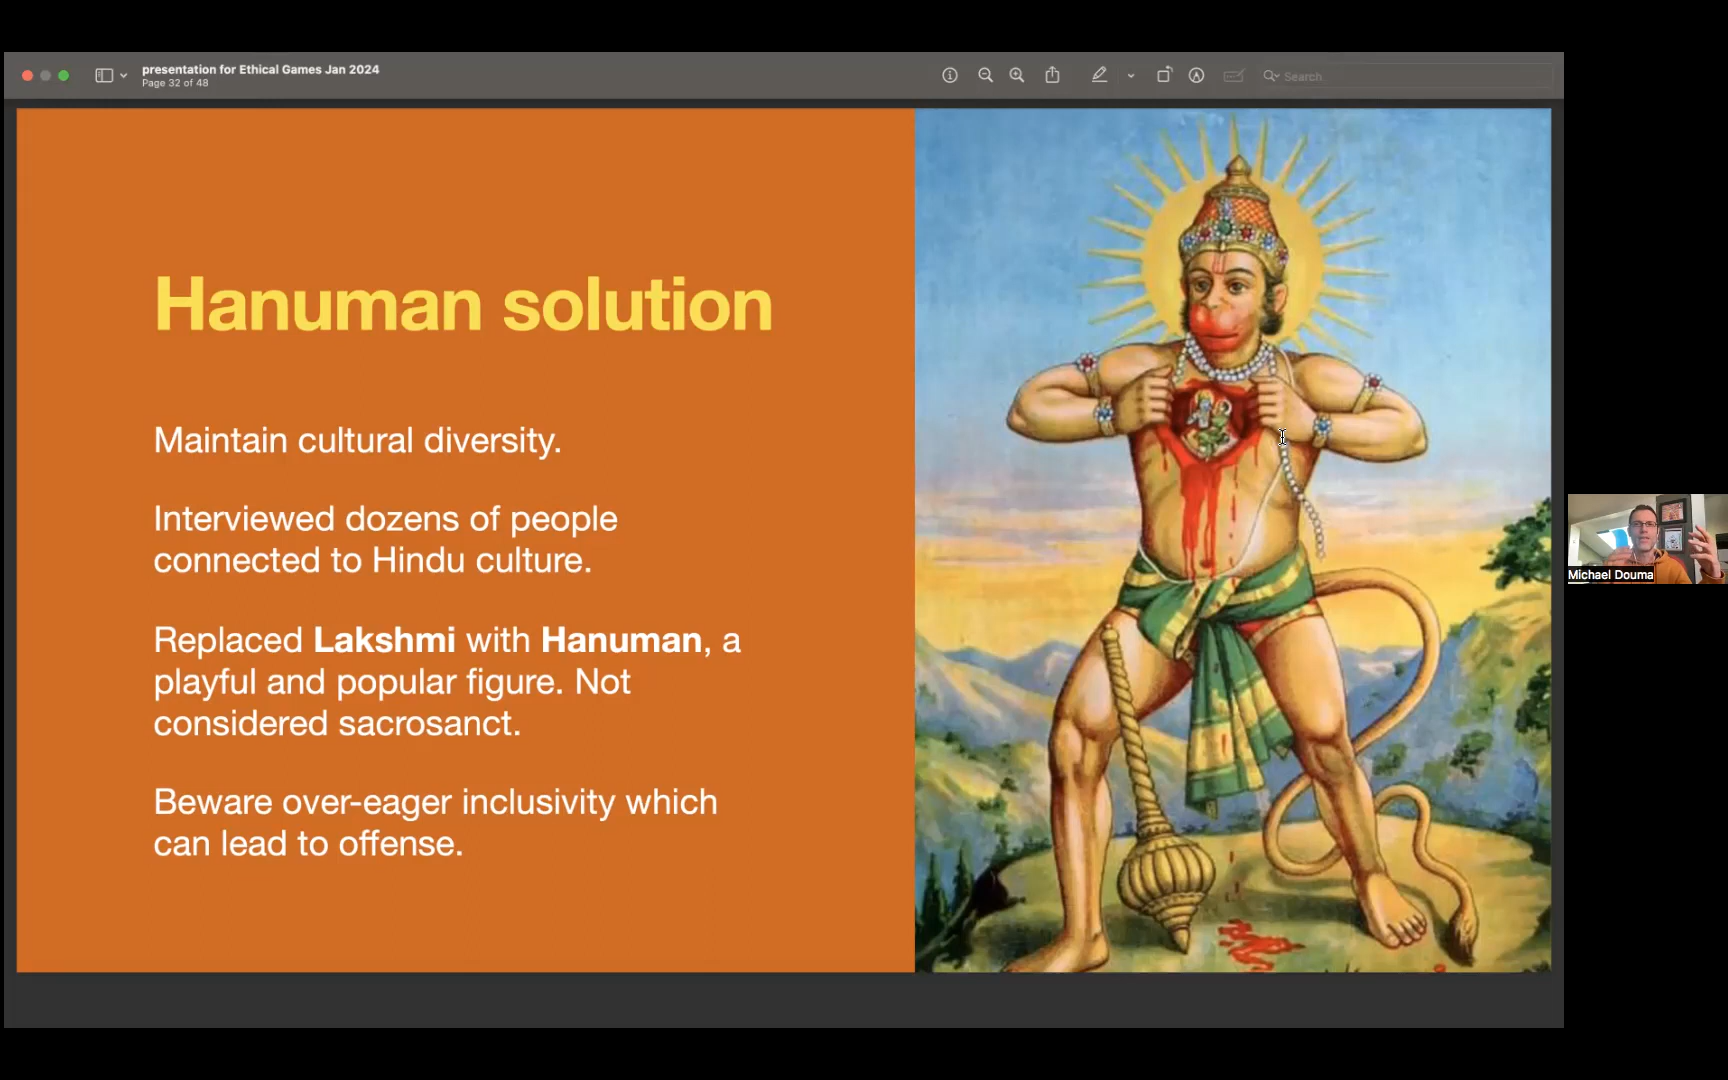 presentation for Ethical Games Jan 2024
Page 32 of 48
Search
Hanuman solution
Maintain cultural diversity.
Interviewed dozens of people
connected to Hindu culture.
Replaced Lakshmi with Hanuman, a
playful and popular figure. Not
considered sacrosanct.
Beware over-eager inclusivity which
can lead to offense.
Michael Douma